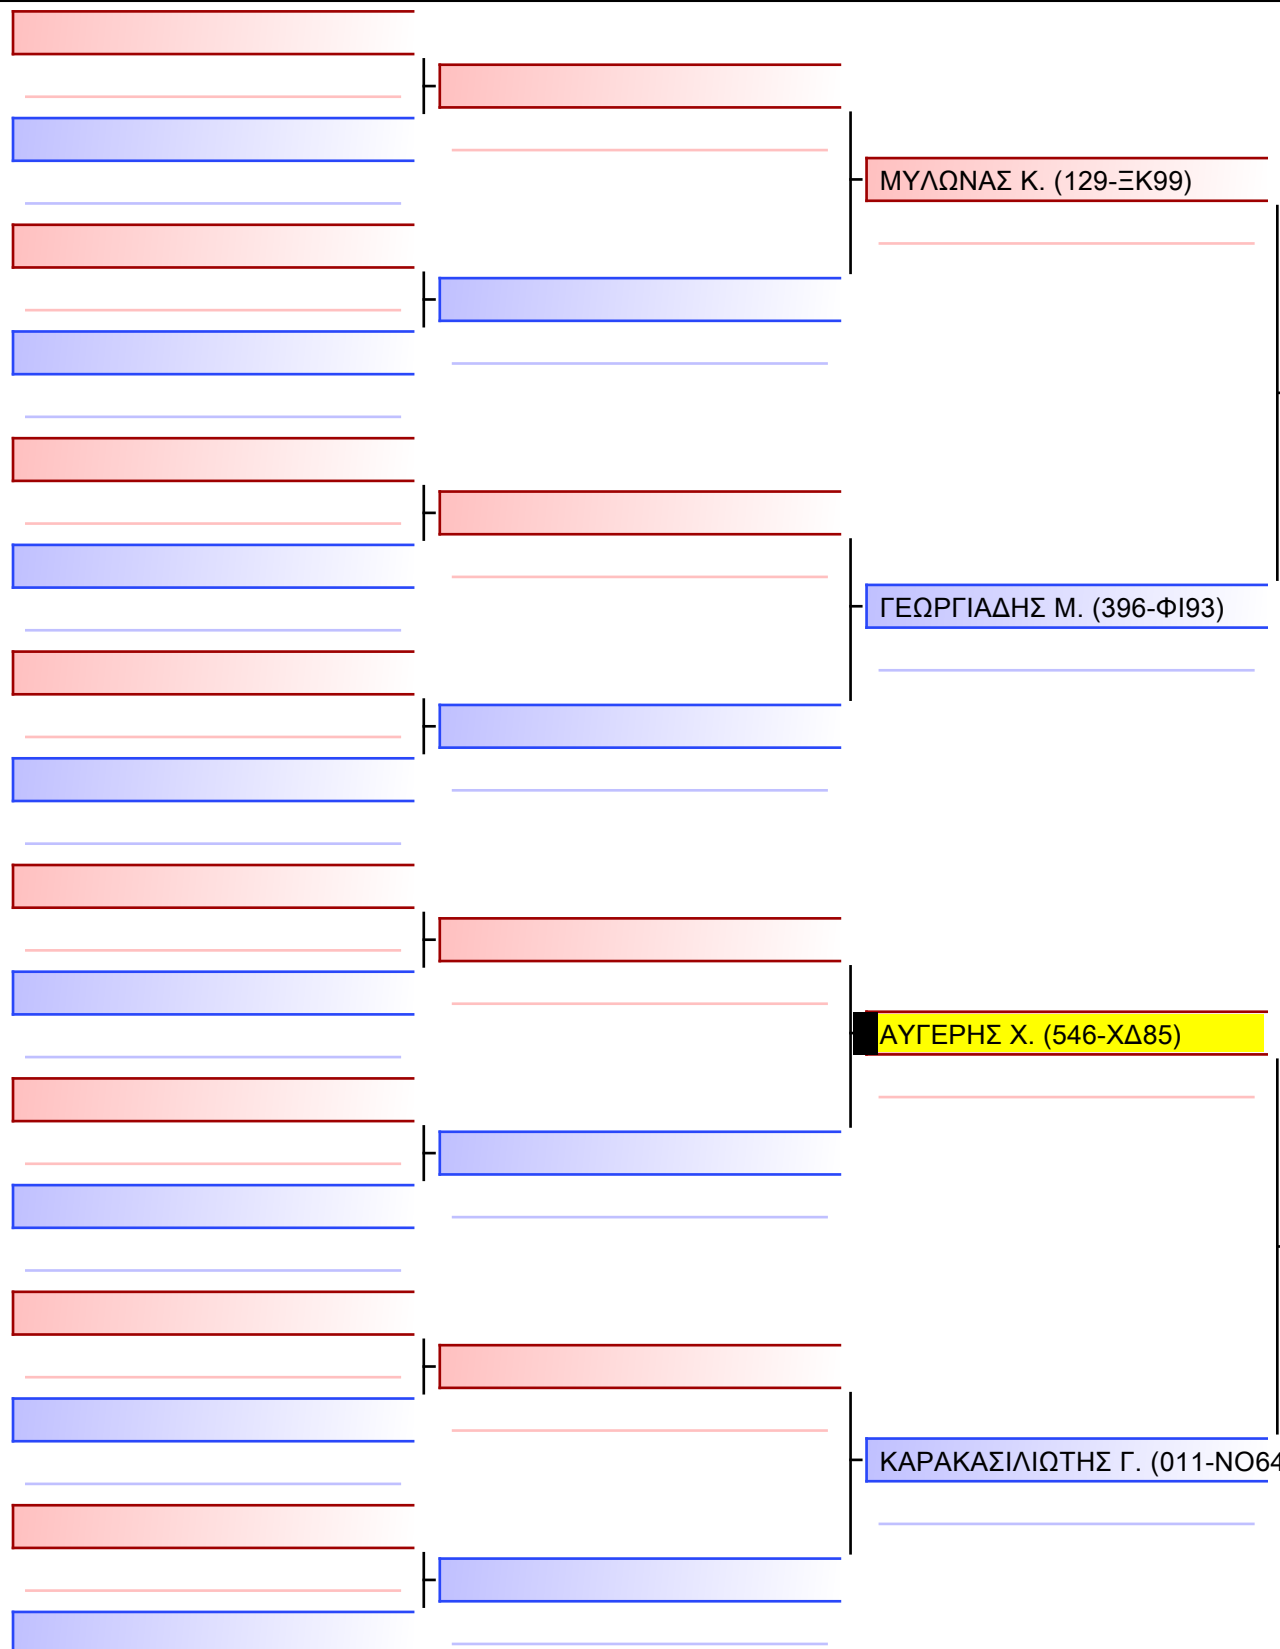 ΜΥΛΩΝΑΣ Κ. (129-ΞΚ99)
ΓΕΩΡΓΙΑΔΗΣ Μ. (396-ΦΙ93)
ΑΥΓΕΡΗΣ Χ. (546-ΧΔ85)
ΚΑΡΑΚΑΣΙΛΙΩΤΗΣ Γ. (011-ΝΟ64